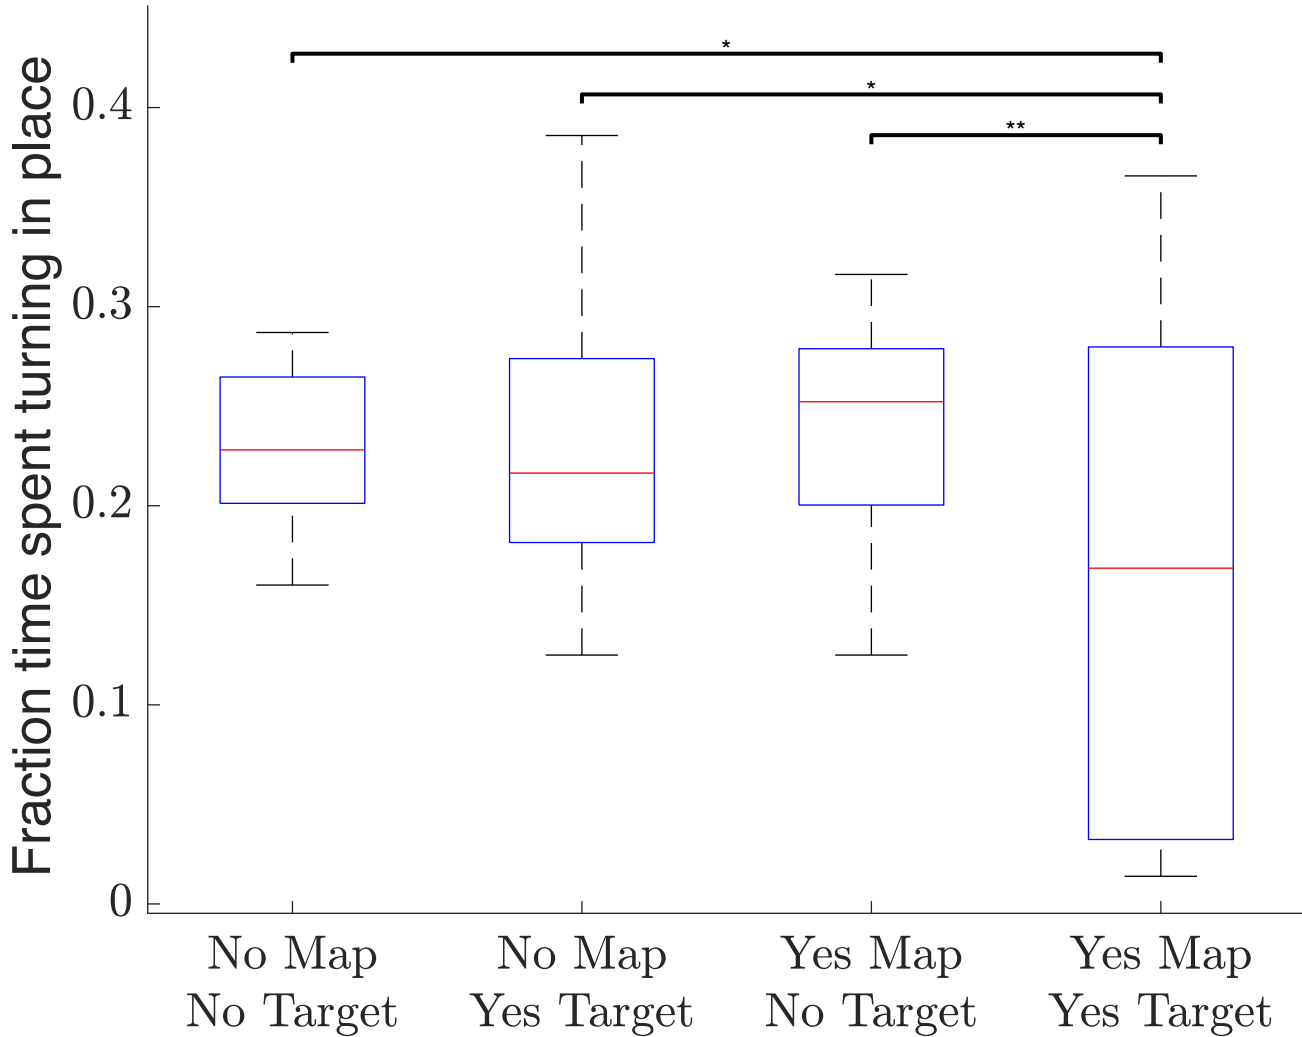 Fraction time spent turning in place
*
*
**
0.4
0.3
0.2
0.1
0
No Map
No Target
No Map
Yes Target
Yes Map
No Target
Yes Map
Yes Target